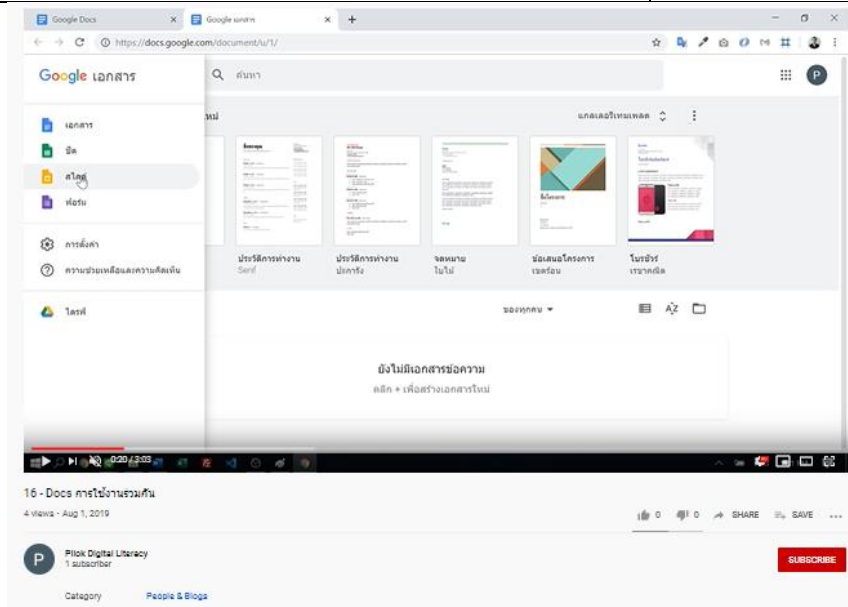 Google Docs
Google เอกสาร
https://docs.google.com/document/u/1/
Google เอกสาร
ค้นหา
P
เอกสาร
ใหม่
แกลเลอรีเทมเพลต
ชีต
สไลด์
ฟอร์ม
การตั้งค่า
ความช่วยเหลือและความคิดเห็น
ไดรฟ์
ประวัติการทำงาน
Serif
ประวัติการทำงาน
ปะการัง
จดหมาย
ใบไม้
ข้อเสนอโครงการ
เขตร้อน
โบรชัวร์
เรขาคณิต
ของทุกคน
AZ
ยังไม่มีเอกสารข้อความ
คลิก + เพื่อสร้างเอกสารใหม่
0:20 / 3:03
16 - Docs การใช้งานร่วมกัน
4 views - Aug 1, 2019
0
0
SHARE
SAVE
P
Pilok Digital Literacy
1 subscriber
SUBSCRIBE
Category
People & Blogs